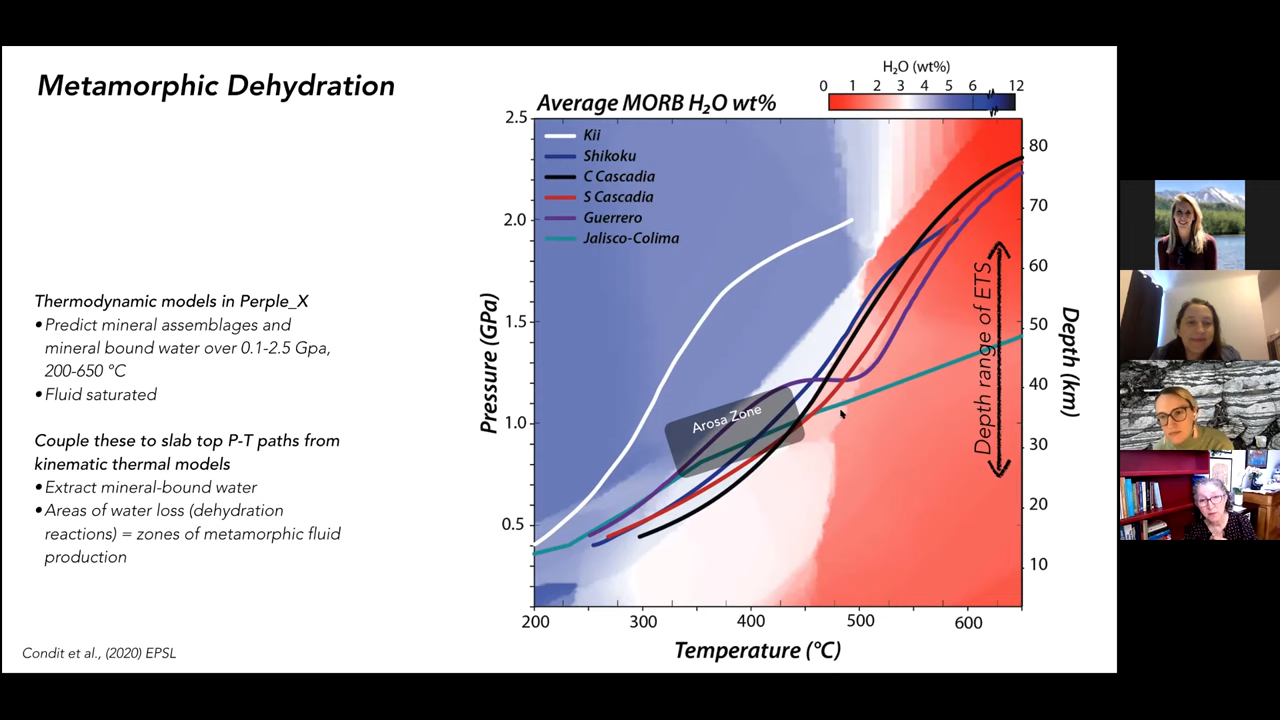 Metamorphic Dehydration
Thermodynamic models in Perple_X
•Predict mineral assemblages and
mineral bound water over 0.1-2.5 Gpa,
200-650 °C
•Fluid saturated
Couple these to slab top P-T paths from
kinematic thermal models
•Extract mineral-bound water
•Areas of water loss (dehydration
reactions) = zones of metamorphic fluid
production
Condit et al., (2020) EPSL
H₂O (wt%)
0 1 2 3 4 5 6 12
Average MORB H₂O wt%
Kii
Shikoku
C Cascadia
S Cascadia
Guerrero
Jalisco-Colima
Arosa Zone
Depth range of ETS
Pressure (GPa)
2.5
2.0
1.5
1.0
0.5
80
70
60
50
40
30
20
10
Depth (km)
200 300 400 500 600
Temperature (°C)